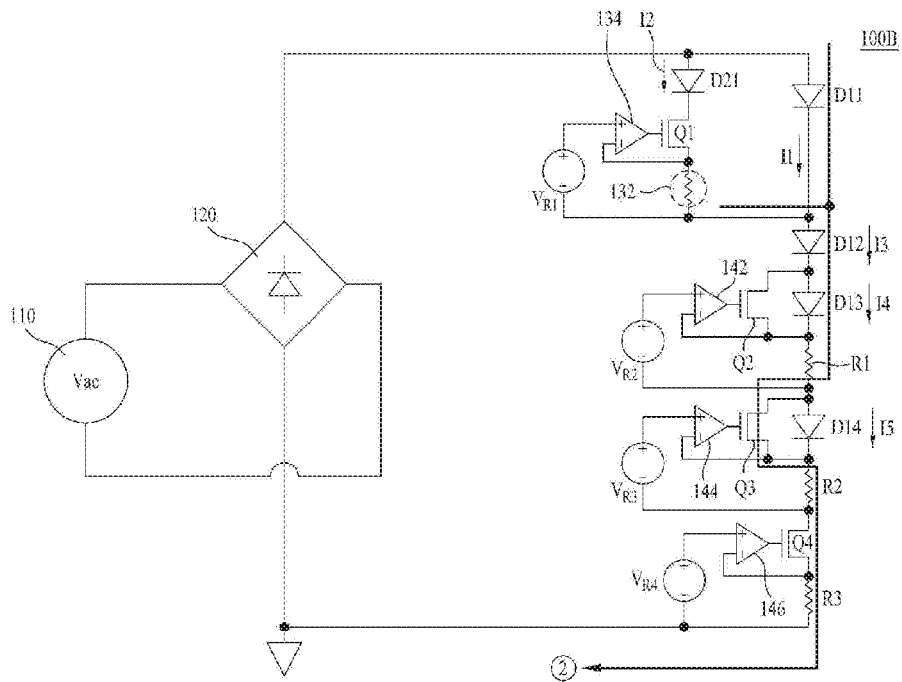 134
I2
100B
D21
D11
Q1
I1
VR1
132
120
D12
I3
142
110
D13
I4
Vac
VR2
Q2
R1
D14
I5
VR3
144
Q3
R2
Q4
VR4
146
R3
2